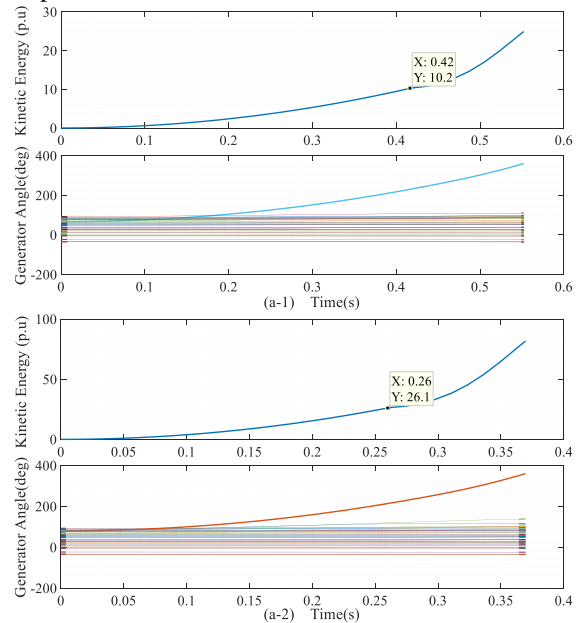 Kinetic Energy (p.u)
30
20
10
0
X: 0.42
Y: 10.2
0 0.1 0.2 0.3 0.4 0.5 0.6
Generator Angle(deg)
400
200
0
-200
0 0.1 0.2 0.3 0.4 0.5 0.6
(a-1) Time(s)
Kinetic Energy (p.u)
100
50
0
X: 0.26
Y: 26.1
0 0.05 0.1 0.15 0.2 0.25 0.3 0.35 0.4
Generator Angle(deg)
400
200
0
-200
0 0.05 0.1 0.15 0.2 0.25 0.3 0.35 0.4
(a-2) Time(s)